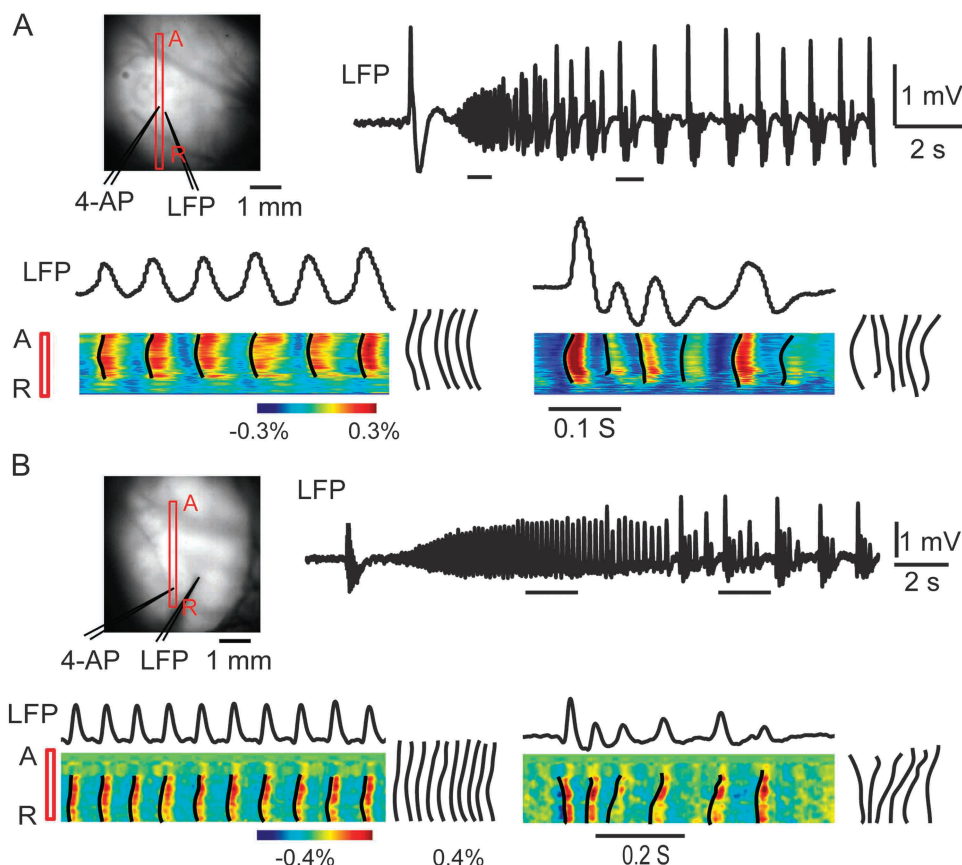 A
A
R
4-AP
LFP
1 mm
LFP
1 mV
2 s
LFP
A
R
-0.3%
0.3%
0.1 S
B
A
R
4-AP
LFP
1 mm
LFP
1 mV
2 s
LFP
A
R
-0.4%
0.4%
0.2 S